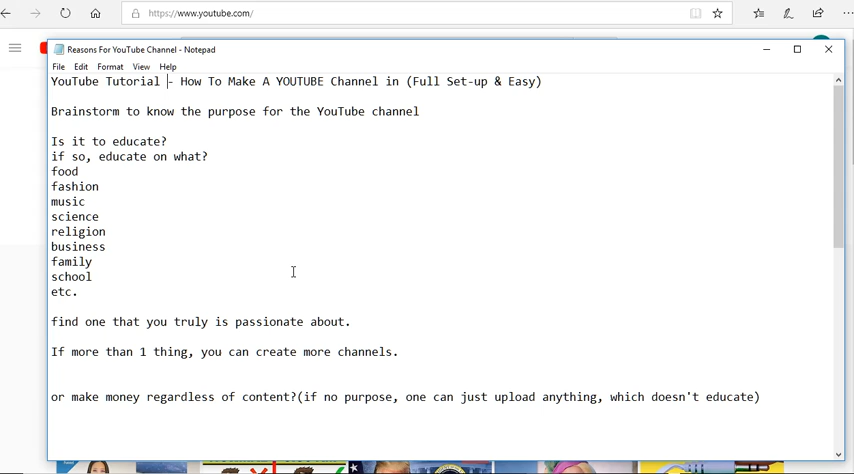 https://www.youtube.com/
Reasons For YouTube Channel - Notepad
File Edit Format View Help
YouTube Tutorial - How To Make A YOUTUBE Channel in (Full Set-up & Easy)
Brainstorm to know the purpose for the YouTube channel
Is it to educate?
if so, educate on what?
food
fashion
music
science
religion
business
family
school
etc.
find one that you truly is passionate about.
If more than 1 thing, you can create more channels.
or make money regardless of content?(if no purpose, one can just upload anything, which doesn't educate)